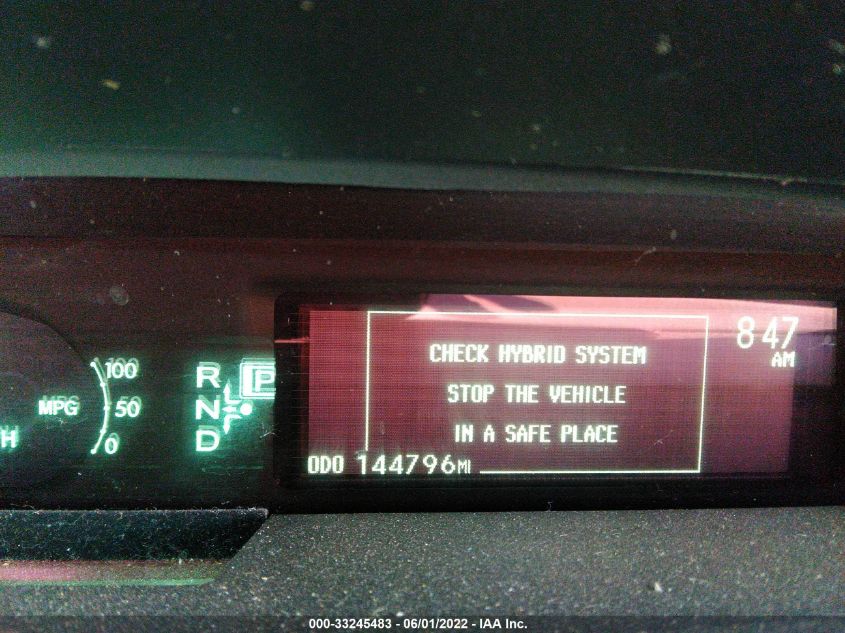 8:47
AM
CHECK HYBRID SYSTEM
STOP THE VEHICLE
IN A SAFE PLACE
ODO 144796 MI
100
50
0
MPG
H
R
N
D
P
000-33245483 - 06/01/2022 - IAA Inc.